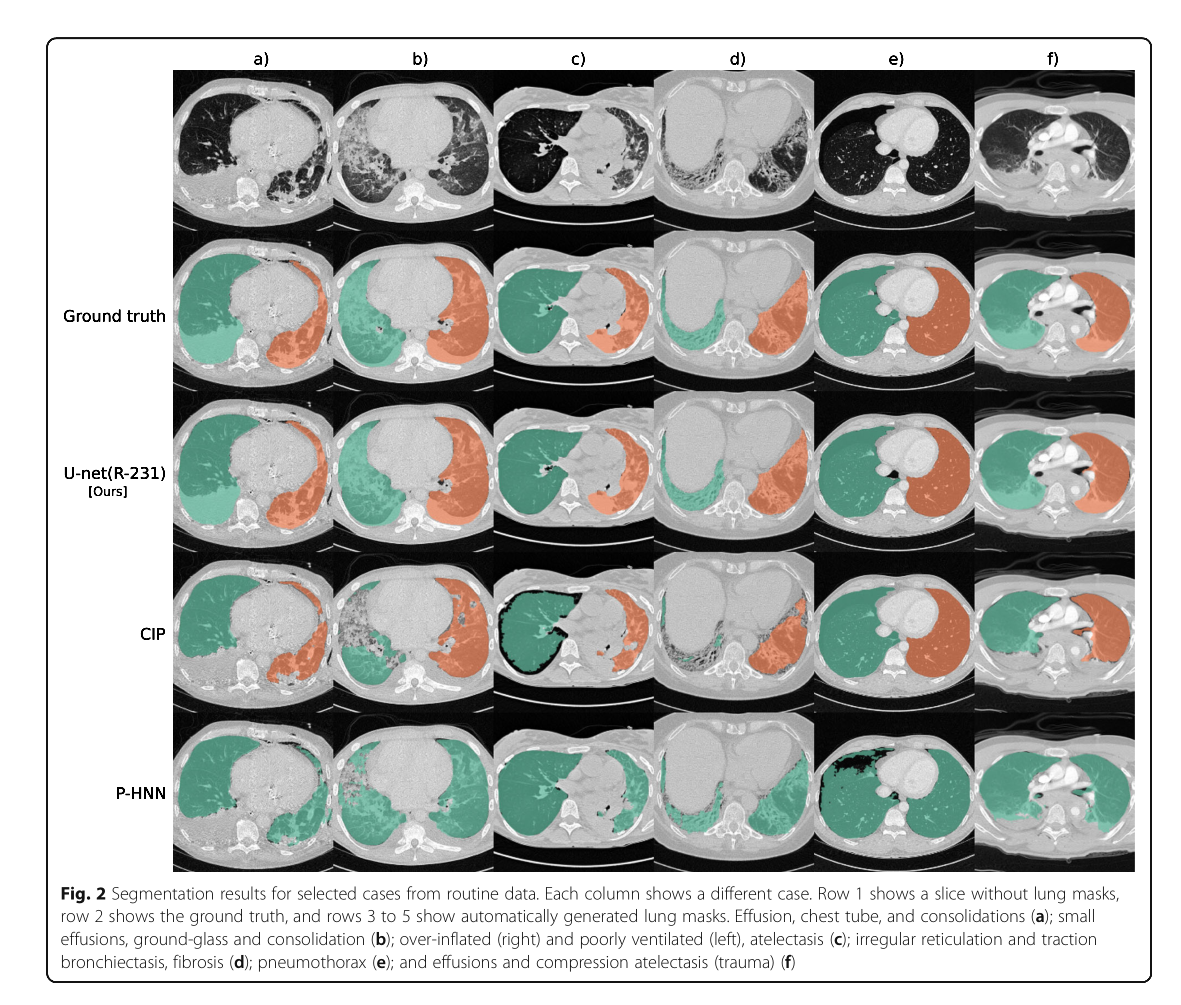 a) b) c) d) e) f)
Ground truth
U-net(R-231)
[Ours]
CIP
P-HNN
Fig. 2 Segmentation results for selected cases from routine data. Each column shows a different case. Row 1 shows a slice without lung masks,
row 2 shows the ground truth, and rows 3 to 5 show automatically generated lung masks. Effusion, chest tube, and consolidations (a); small
effusions, ground-glass and consolidation (b); over-inflated (right) and poorly ventilated (left), atelectasis (c); irregular reticulation and traction
bronchiectasis, fibrosis (d); pneumothorax (e); and effusions and compression atelectasis (trauma) (f)